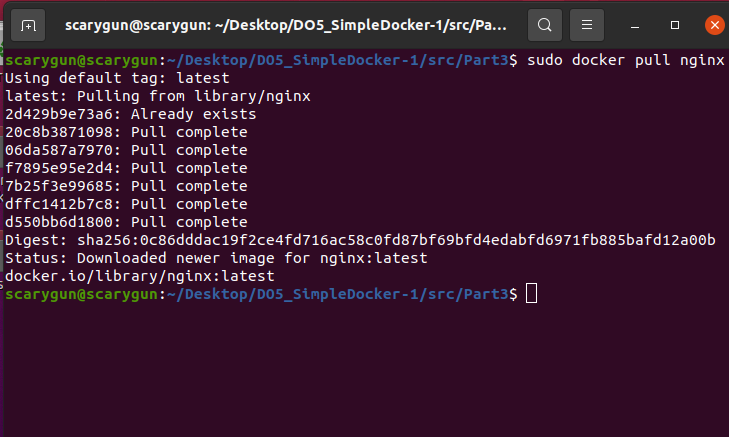 scarygun@scarygun: ~/Desktop/DO5_SimpleDocker-1/src/Pa...
scarygun@scarygun:~/Desktop/DO5_SimpleDocker-1/src/Part3$ sudo docker pull nginx
Using default tag: latest
latest: Pulling from library/nginx
2d429b9e73a6: Already exists
20c8b3871098: Pull complete
06da587a7970: Pull complete
f7895e95e2d4: Pull complete
7b25f3e99685: Pull complete
dffc1412b7c8: Pull complete
d550bb6d1800: Pull complete
Digest: sha256:0c86dddac19f2ce4fd716ac58c0fd87bf69bfd4edabfd6971fb885bafd12a00b
Status: Downloaded newer image for nginx:latest
docker.io/library/nginx:latest
scarygun@scarygun:~/Desktop/DO5_SimpleDocker-1/src/Part3$